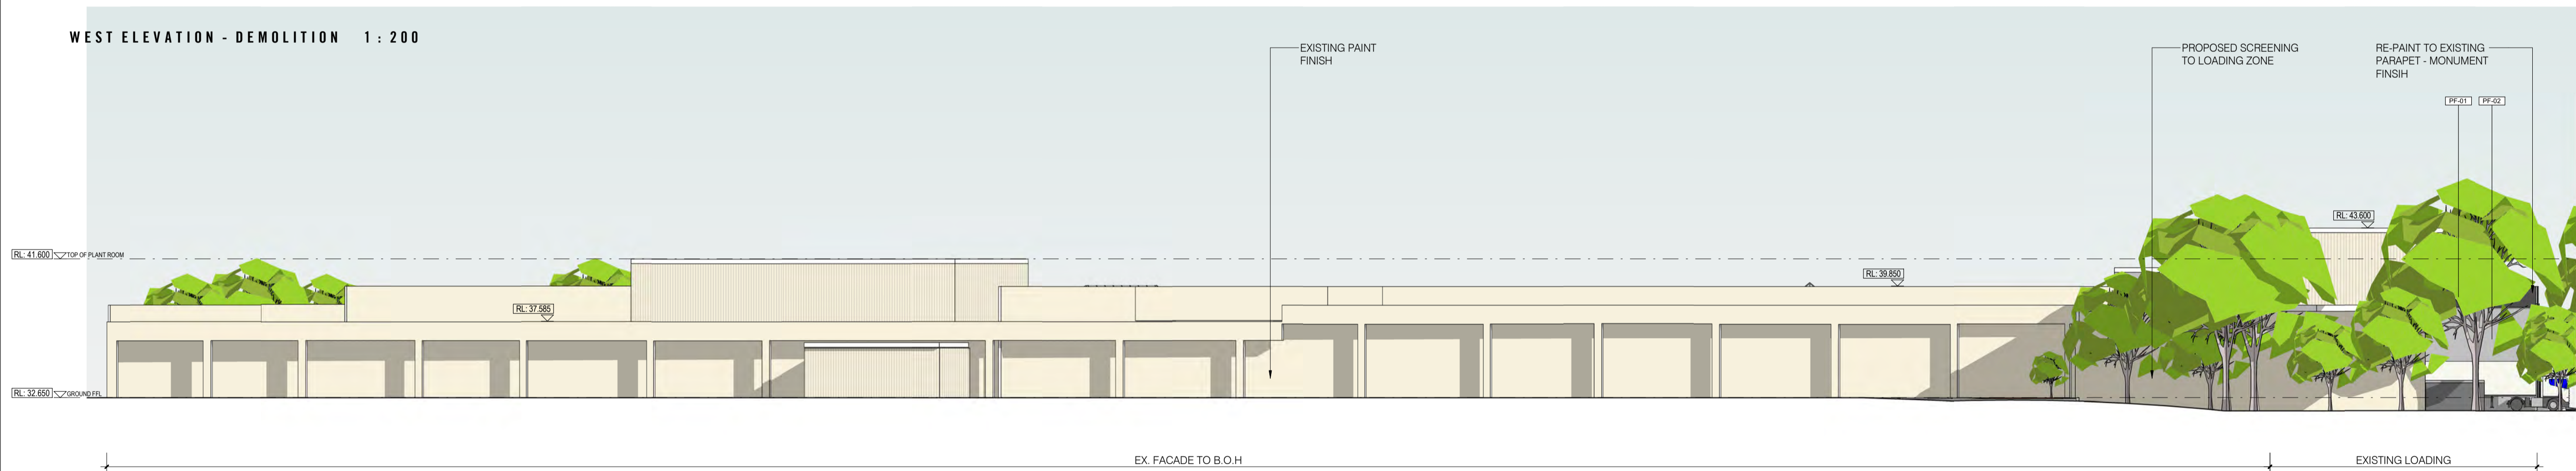 WEST ELEVATION - DEMOLITION 1 : 200
EXISTING PAINT
FINISH
PROPOSED SCREENING
TO LOADING ZONE
RE-PAINT TO EXISTING
PARAPET - MONUMENT
FINSIH
PF-01
PF-02
RL: 43.600
RL: 41.600
TOP OF PLANT ROOM
RL: 39.850
RL: 37.585
RL: 32.650
GROUND FFL
EX. FACADE TO B.O.H
EXISTING LOADING